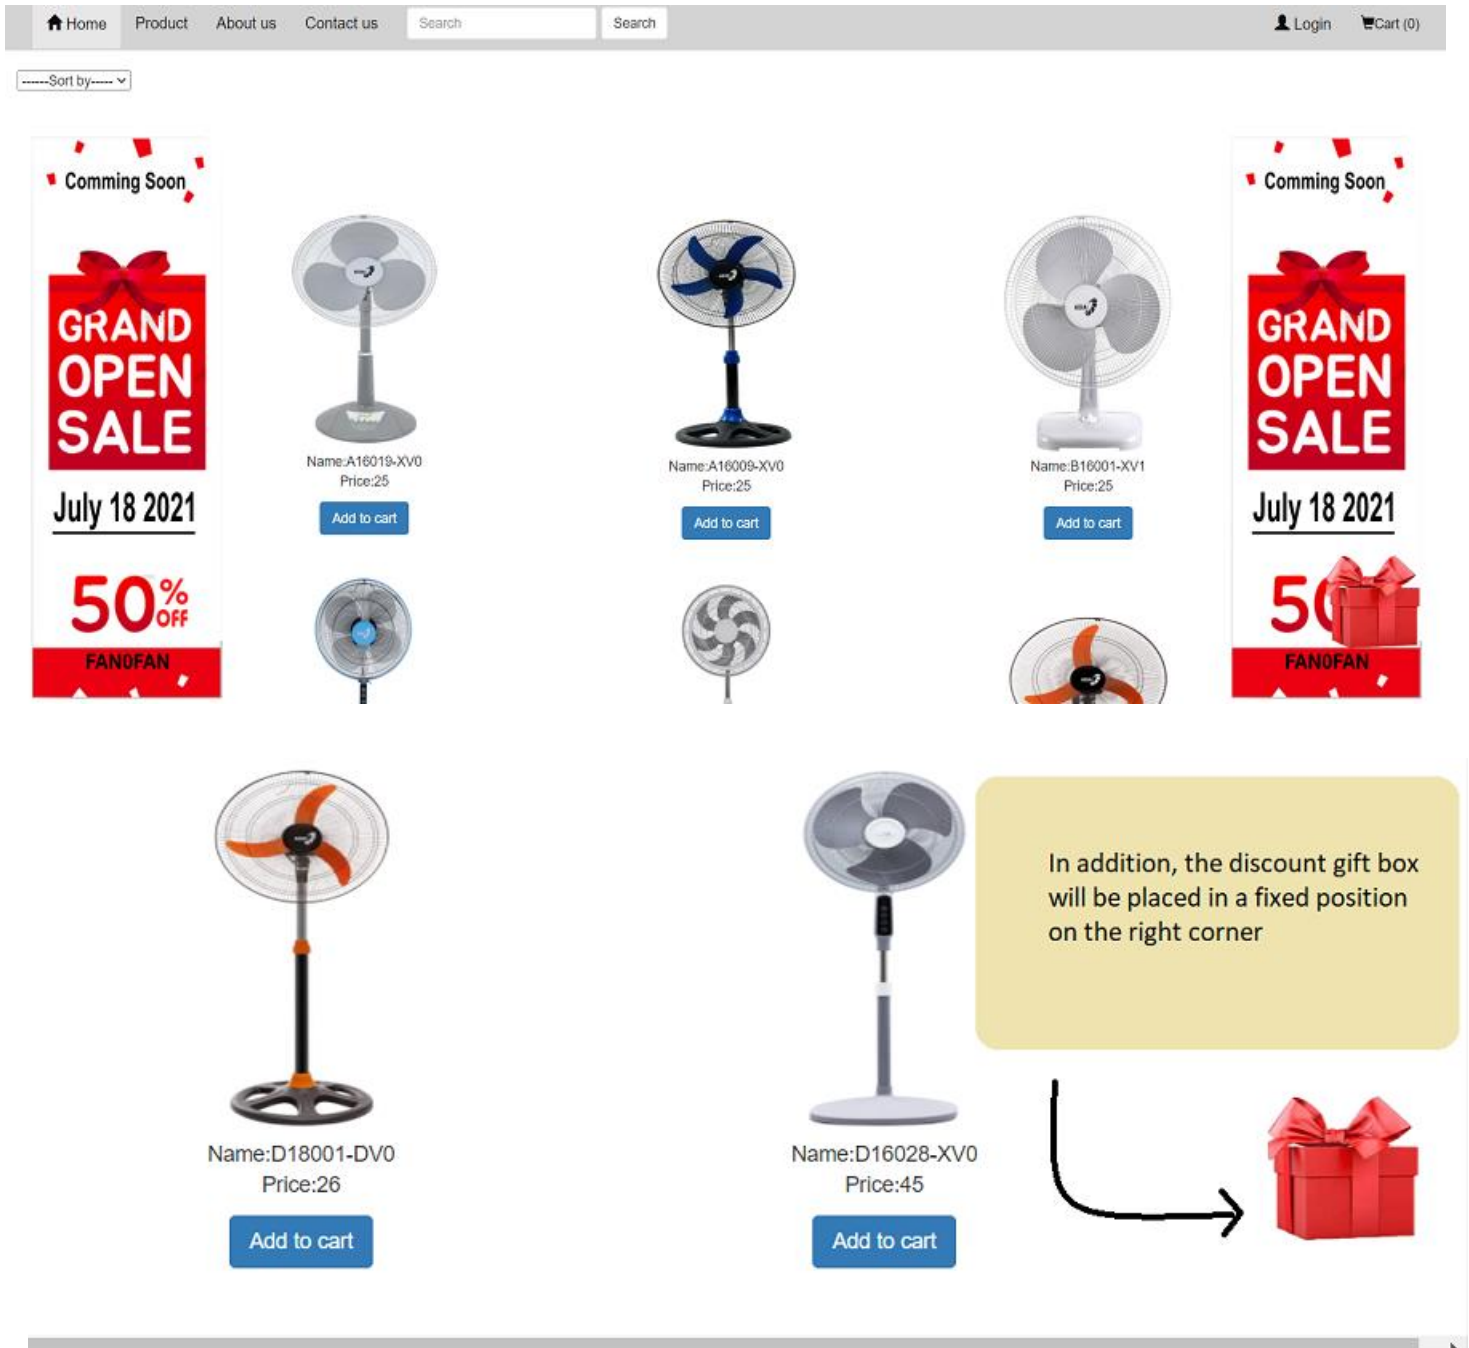 Home Product About us Contact us Search Search Login Cart (0)
------Sort by-----
Comming Soon
GRAND
OPEN
SALE
July 18 2021
50% OFF
FAN0FAN
Name:A16019-XV0
Price:25
Add to cart
Name:A16009-XV0
Price:25
Add to cart
Name:B16001-XV1
Price:25
Add to cart
Comming Soon
GRAND
OPEN
SALE
July 18 2021
50
FAN0FAN
Name:D18001-DV0
Price:26
Add to cart
Name:D16028-XV0
Price:45
Add to cart
In addition, the discount gift box
will be placed in a fixed position
on the right corner